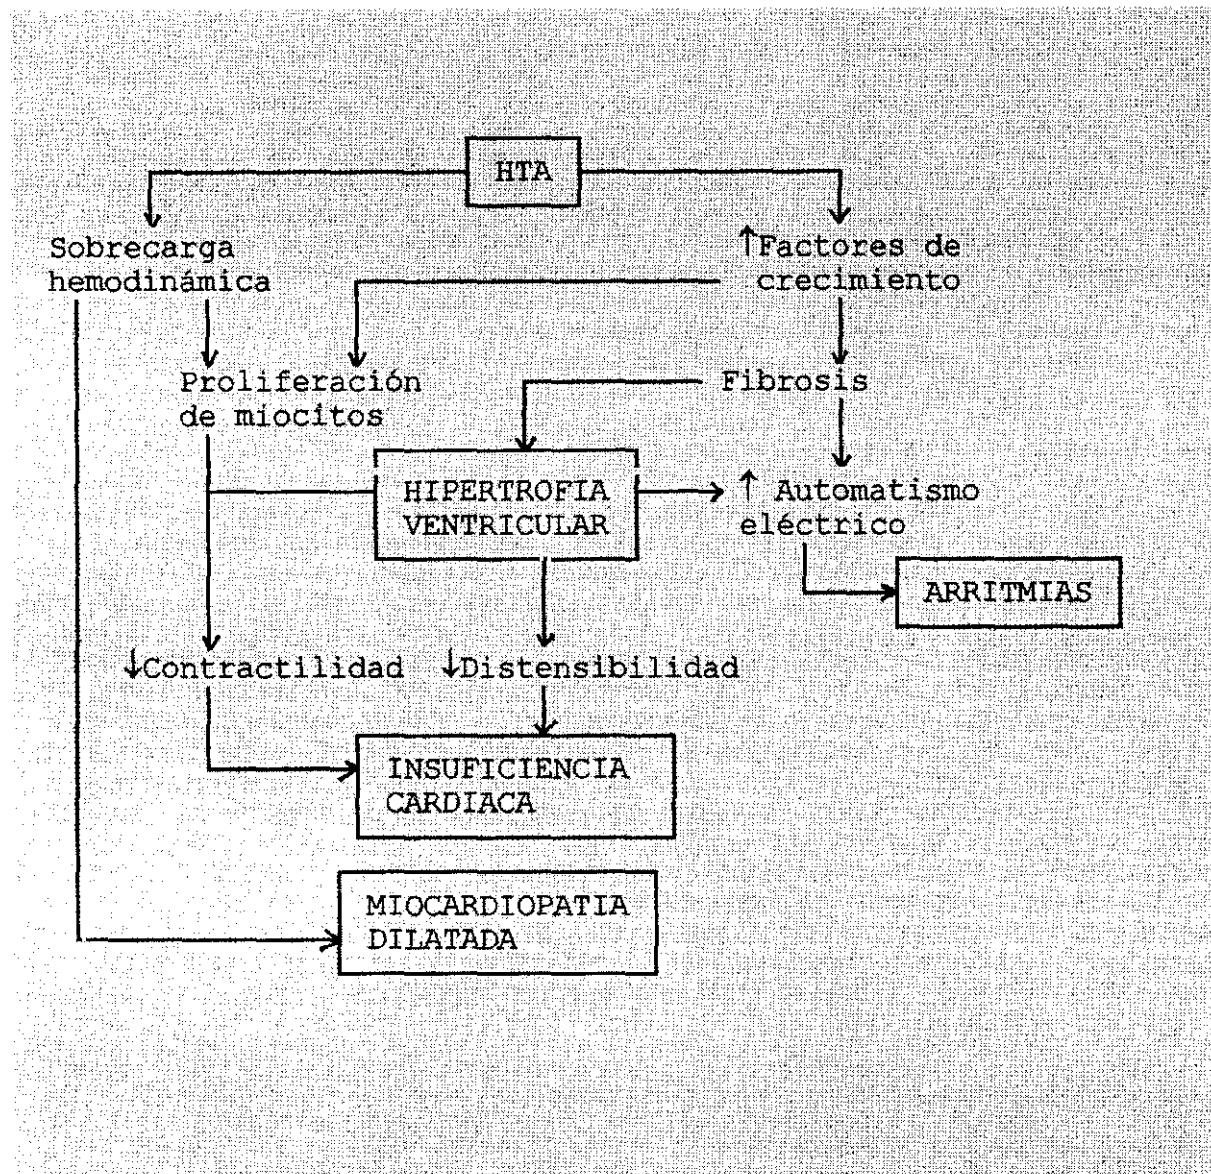 HTA
Sobrecarga
hemodinámica
↑Factores de
crecimiento
Proliferación
de miocitos
Fibrosis
HIPERTROFIA
VENTRICULAR
↑ Automatismo
eléctrico
ARRITMIAS
↓Contractilidad
↓Distensibilidad
INSUFICIENCIA
CARDIACA
MIOCARDIOPATIA
DILATADA